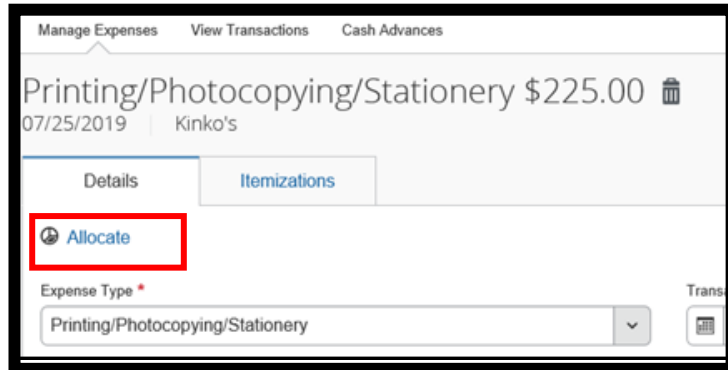 Manage Expenses View Transactions Cash Advances
Printing/Photocopying/Stationery $225.00
07/25/2019 Kinko's
Details Itemizations
Allocate
Expense Type *
Printing/Photocopying/Stationery